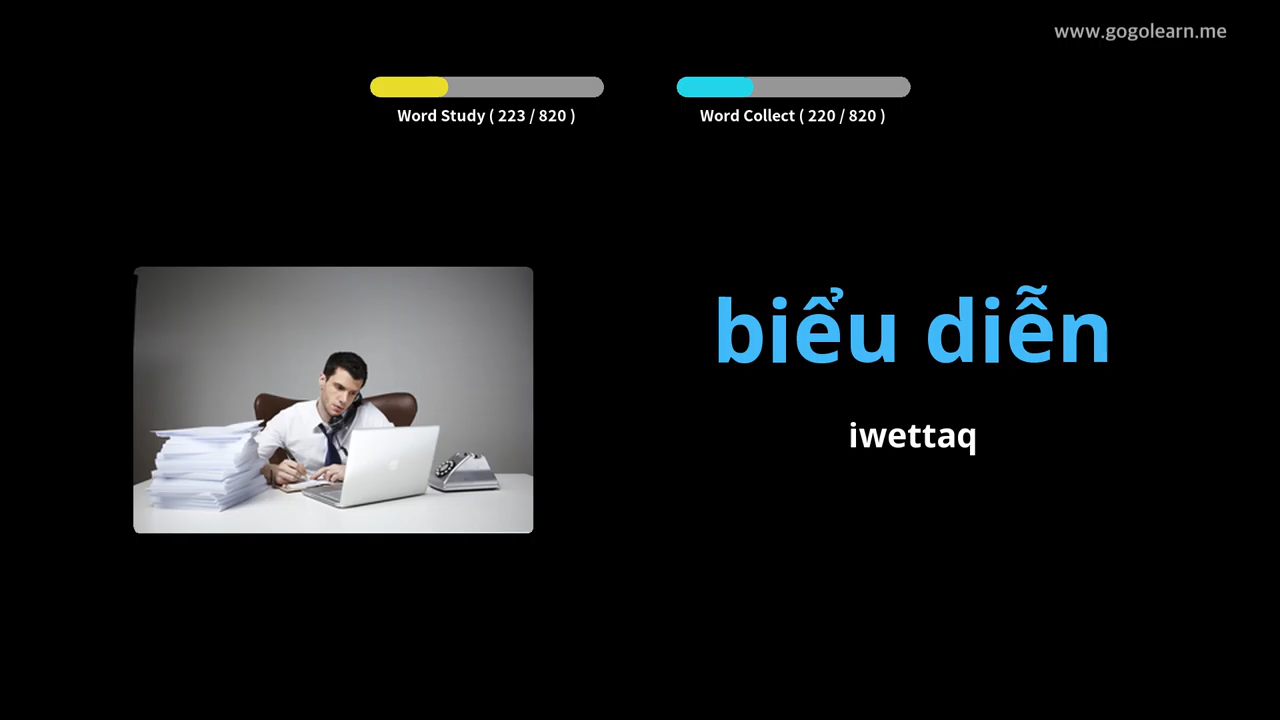 www.gogolearn.me
Word Study ( 223 / 820 )
Word Collect ( 220 / 820 )
biểu diễn
iwettaq